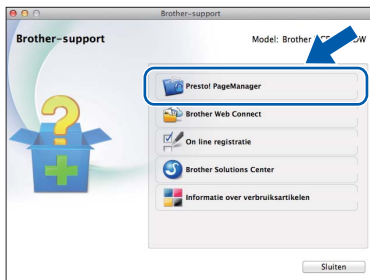 Brother-support
Brother-support
Model: Brother
Presto! PageManager
Brother Web Connect
On line registratie
Brother Solutions Center
Informatie over verbruiksartikelen
Sluiten